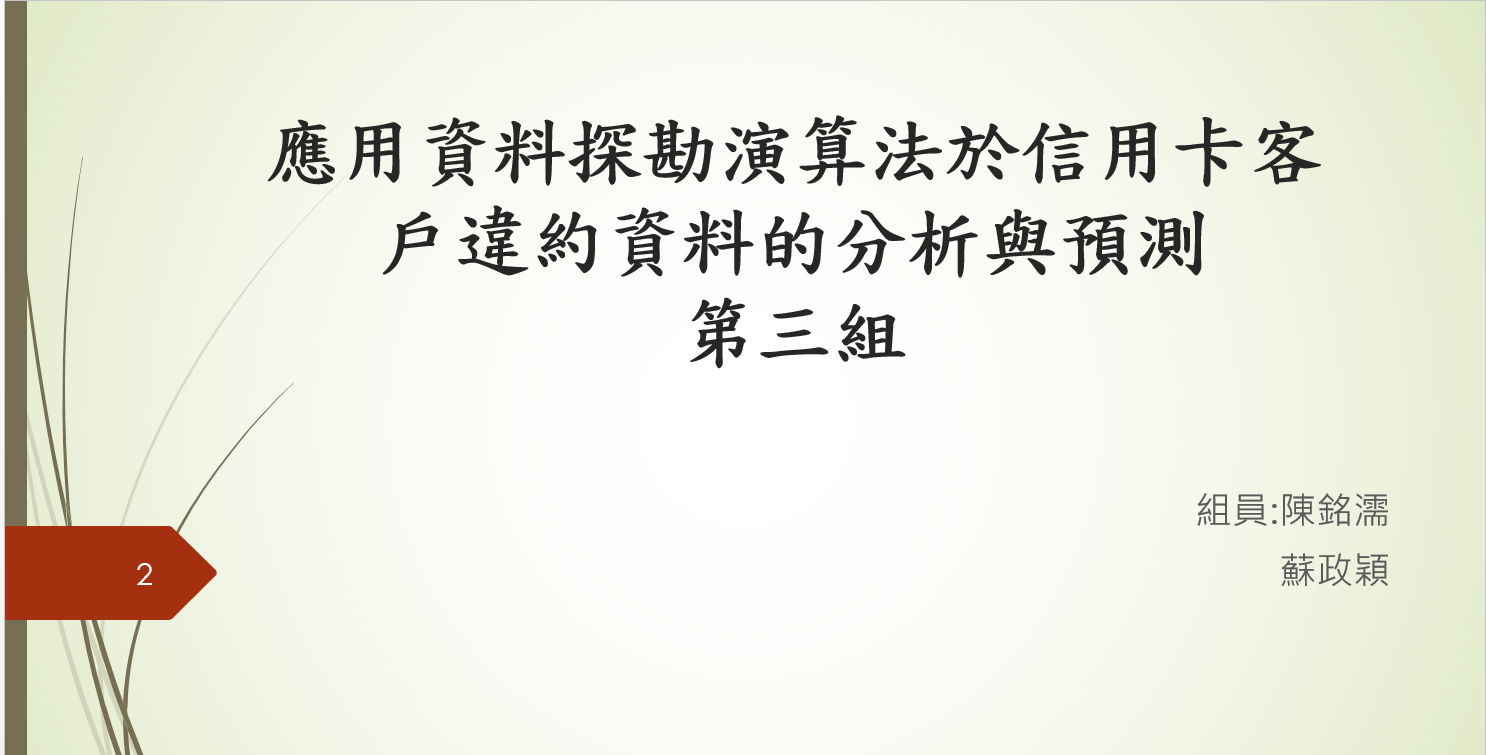 應用資料探勘演算法於信用卡客
戶違約資料的分析與預測
第三組
組員:陳銘濡
蘇政穎
2